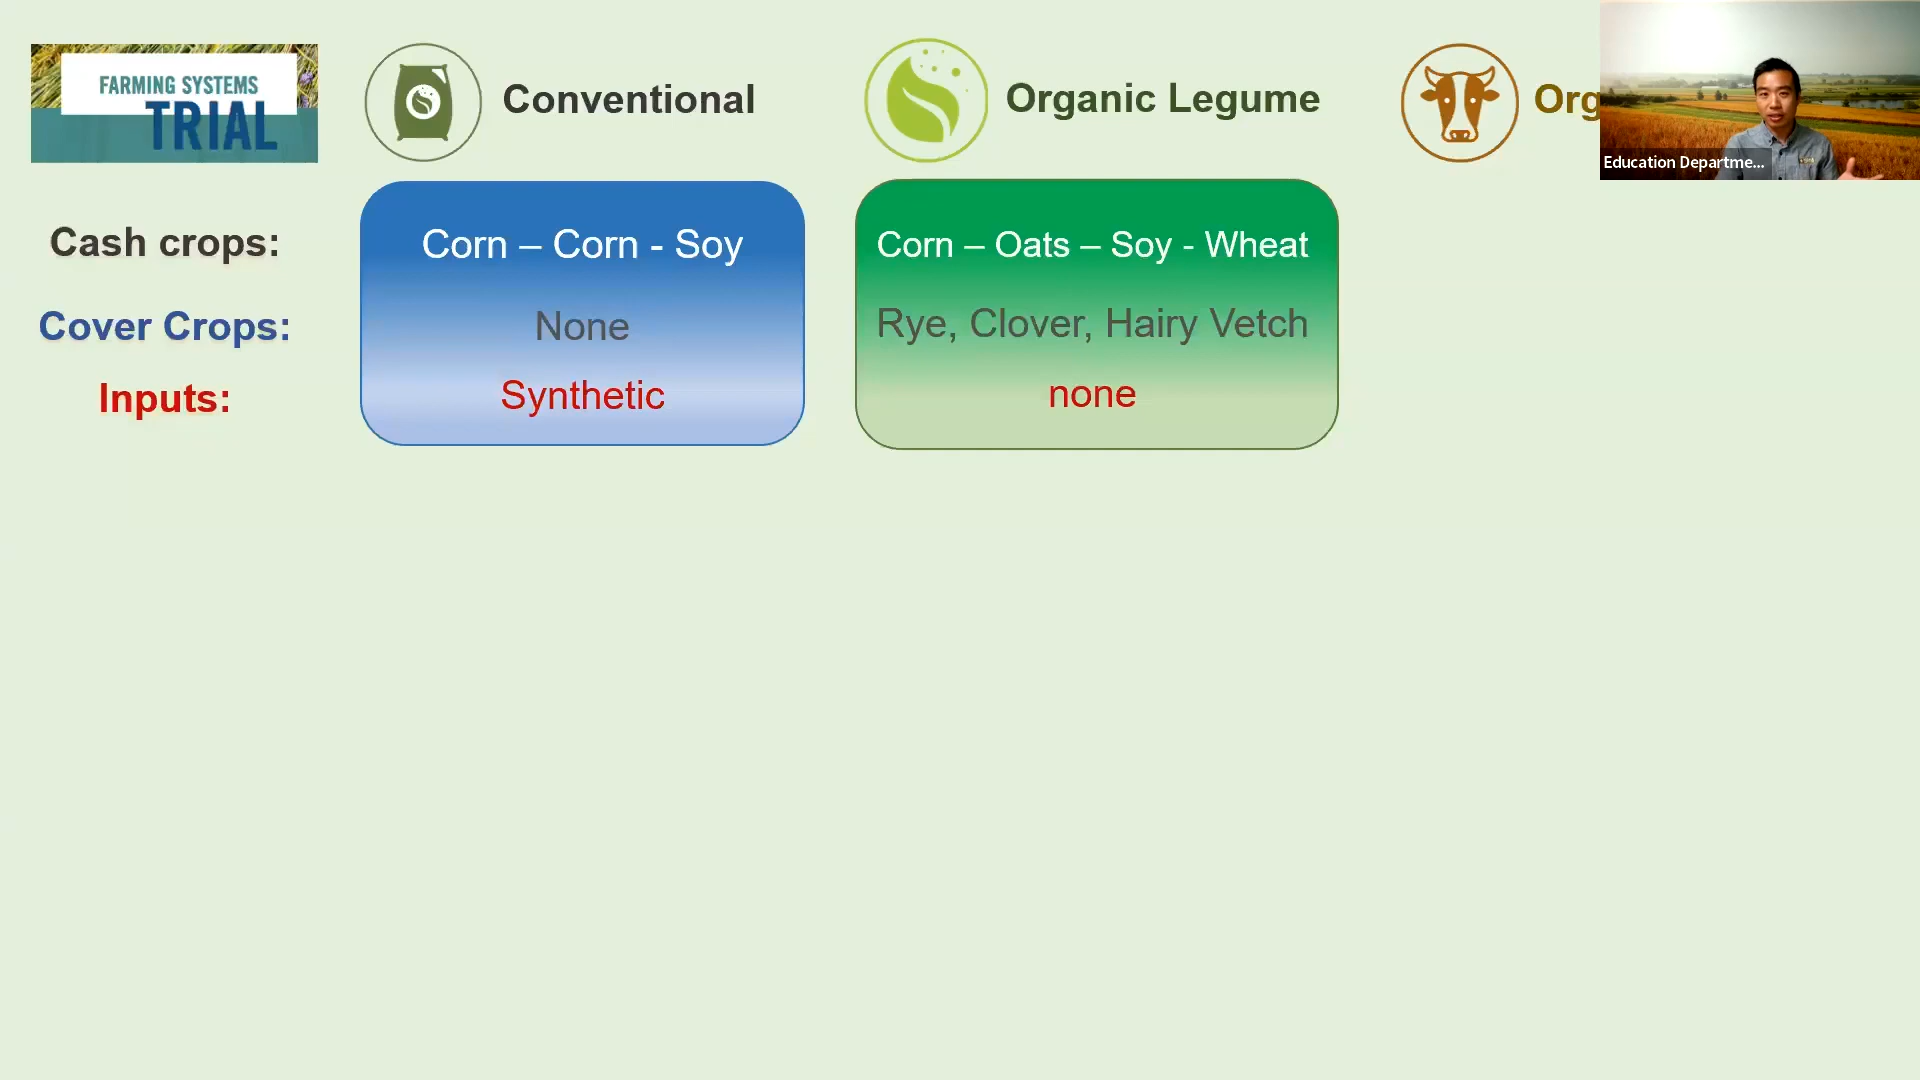 FARMING SYSTEMS
TRIAL
Conventional
Organic Legume
Org
Education Departme...
Cash crops:
Corn – Corn - Soy
Corn – Oats – Soy - Wheat
Cover Crops:
None
Rye, Clover, Hairy Vetch
Inputs:
Synthetic
none